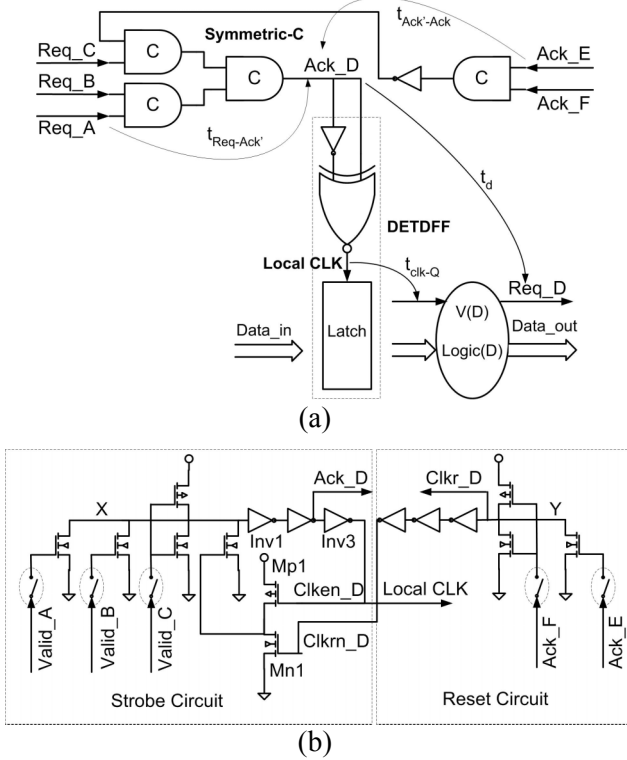 Symmetric-C
t_Ack'-Ack
Req_C
C
Ack_D
Ack_E
C
C
Req_B
C
Ack_F
Req_A
t_Req-Ack'
t_d
DETDFF
Local CLK
t_clk-Q
Req_D
V(D)
Data_in
Latch
Data_out
Logic(D)
(a)
Ack_D
Clkr_D
X
Y
Inv1
Inv3
Mp1
Clken_D
Local CLK
Valid_A
Valid_B
Valid_C
Clkrn_D
Ack_F
Ack_E
Mn1
Strobe Circuit
Reset Circuit
(b)